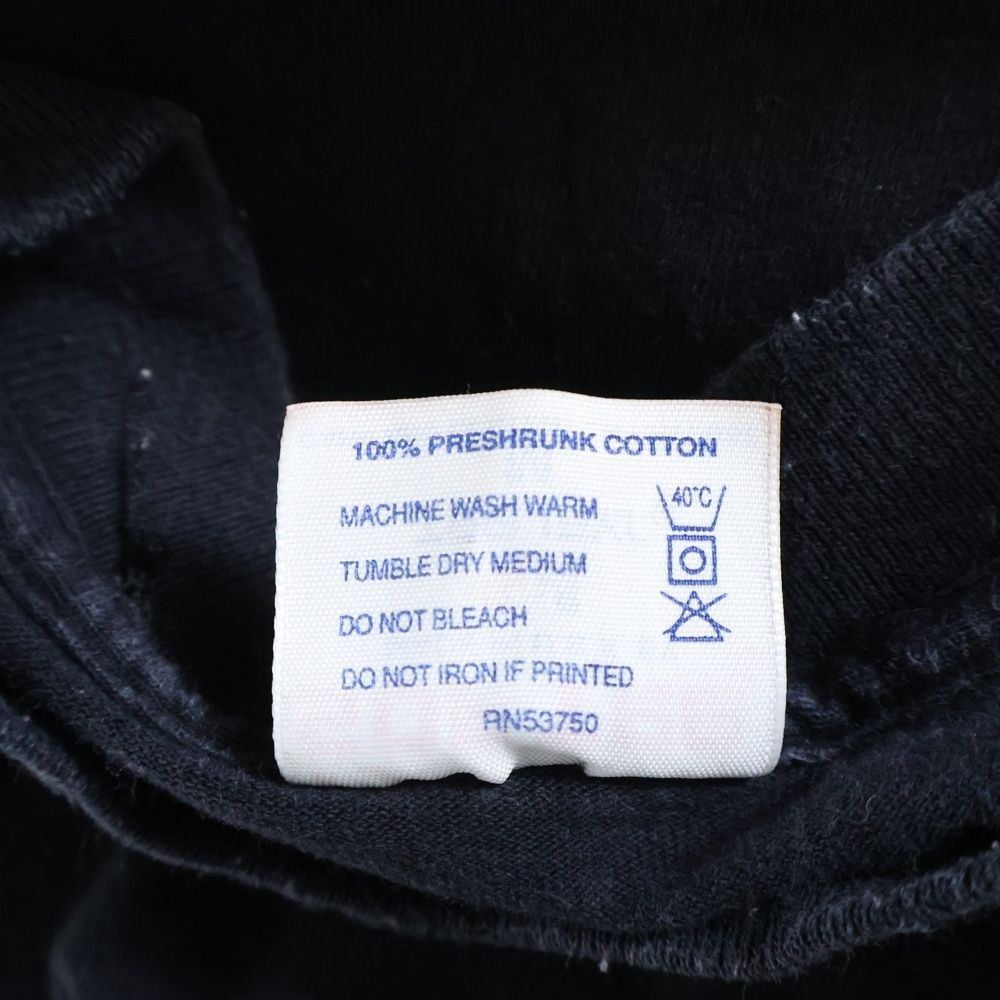 100% PRESHRUNK COTTON
MACHINE WASH WARM
40°C
TUMBLE DRY MEDIUM
DO NOT BLEACH
DO NOT IRON IF PRINTED
RN53750